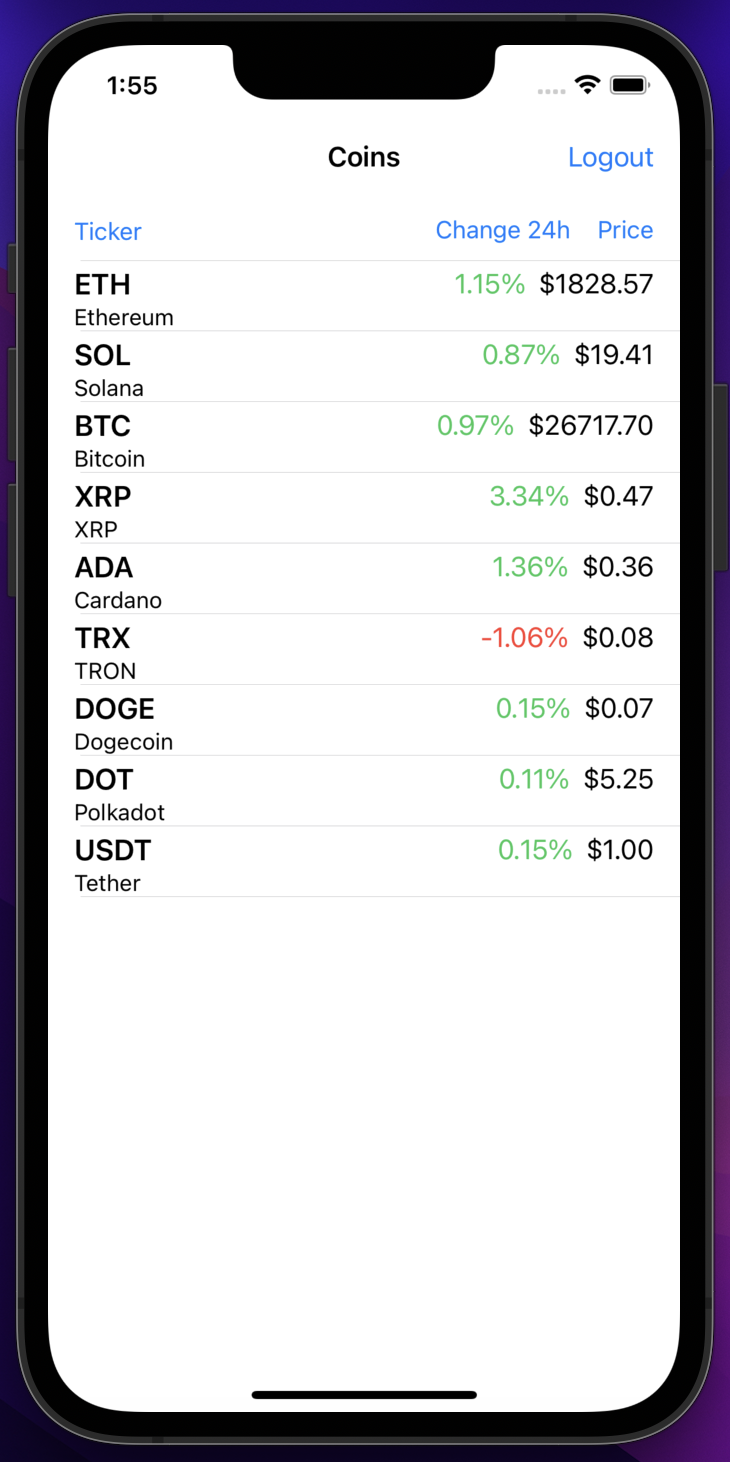 1:55
Coins Logout
Ticker Change 24h Price
ETH 1.15% $1828.57
Ethereum
SOL 0.87% $19.41
Solana
BTC 0.97% $26717.70
Bitcoin
XRP 3.34% $0.47
XRP
ADA 1.36% $0.36
Cardano
TRX -1.06% $0.08
TRON
DOGE 0.15% $0.07
Dogecoin
DOT 0.11% $5.25
Polkadot
USDT 0.15% $1.00
Tether